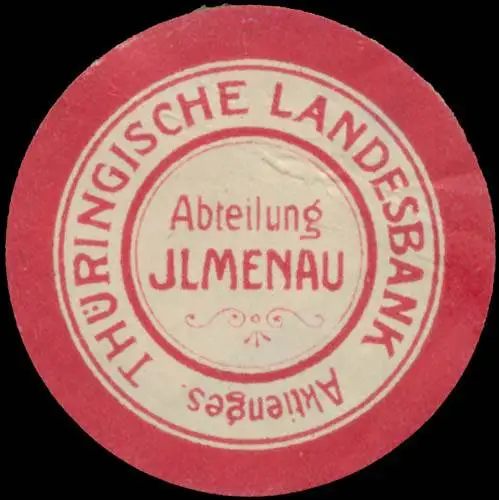 THÜRINGISCHE LANDESBANK
Aktienges.
Abteilung
JLMENAU